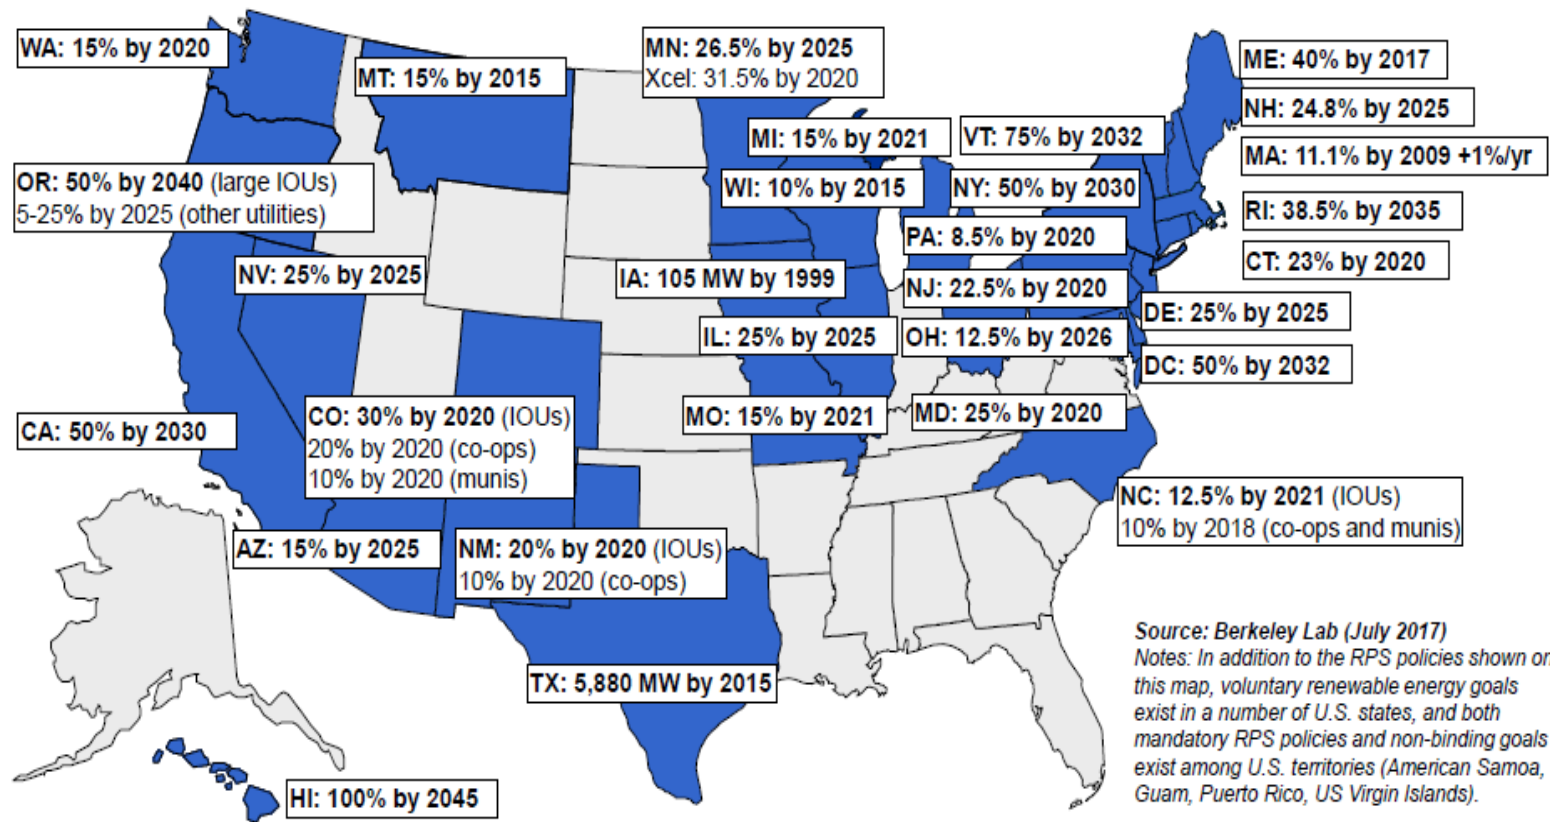 WA: 15% by 2020
MT: 15% by 2015
MN: 26.5% by 2025
Xcel: 31.5% by 2020
ME: 40% by 2017
NH: 24.8% by 2025
MI: 15% by 2021
VT: 75% by 2032
MA: 11.1% by 2009 +1%/yr
OR: 50% by 2040 (large IOUs)
5-25% by 2025 (other utilities)
WI: 10% by 2015
NY: 50% by 2030
RI: 38.5% by 2035
PA: 8.5% by 2020
CT: 23% by 2020
NV: 25% by 2025
IA: 105 MW by 1999
NJ: 22.5% by 2020
DE: 25% by 2025
IL: 25% by 2025
OH: 12.5% by 2026
DC: 50% by 2032
CA: 50% by 2030
CO: 30% by 2020 (IOUs)
20% by 2020 (co-ops)
10% by 2020 (munis)
MO: 15% by 2021
MD: 25% by 2020
NC: 12.5% by 2021 (IOUs)
10% by 2018 (co-ops and munis)
AZ: 15% by 2025
NM: 20% by 2020 (IOUs)
10% by 2020 (co-ops)
TX: 5,880 MW by 2015
HI: 100% by 2045
Source: Berkeley Lab (July 2017)
Notes: In addition to the RPS policies shown on
this map, voluntary renewable energy goals
exist in a number of U.S. states, and both
mandatory RPS policies and non-binding goals
exist among U.S. territories (American Samoa,
Guam, Puerto Rico, US Virgin Islands).